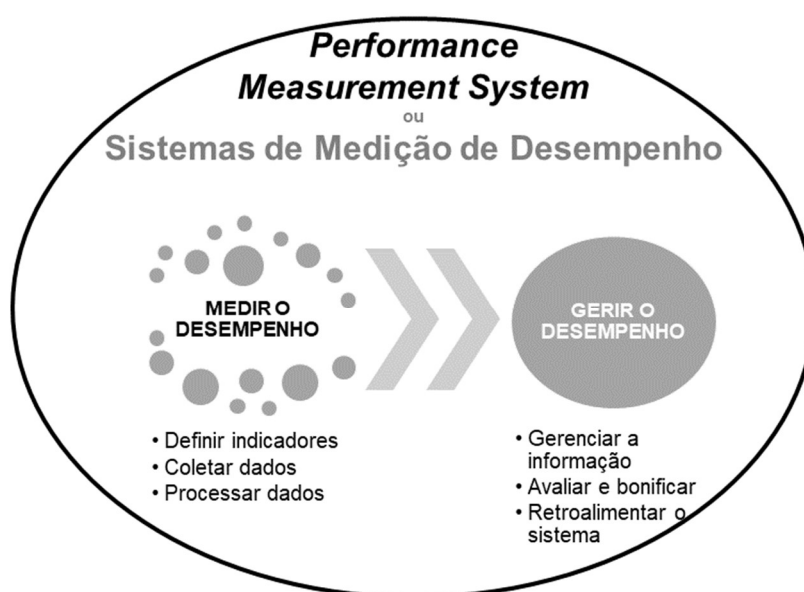 Performance
Measurement System
ou
Sistemas de Medição de Desempenho
MEDIR O
DESEMPENHO
• Definir indicadores
• Coletar dados
• Processar dados
GERIR O
DESEMPENHO
• Gerenciar a
informação
• Avaliar e bonificar
• Retroalimentar o
sistema